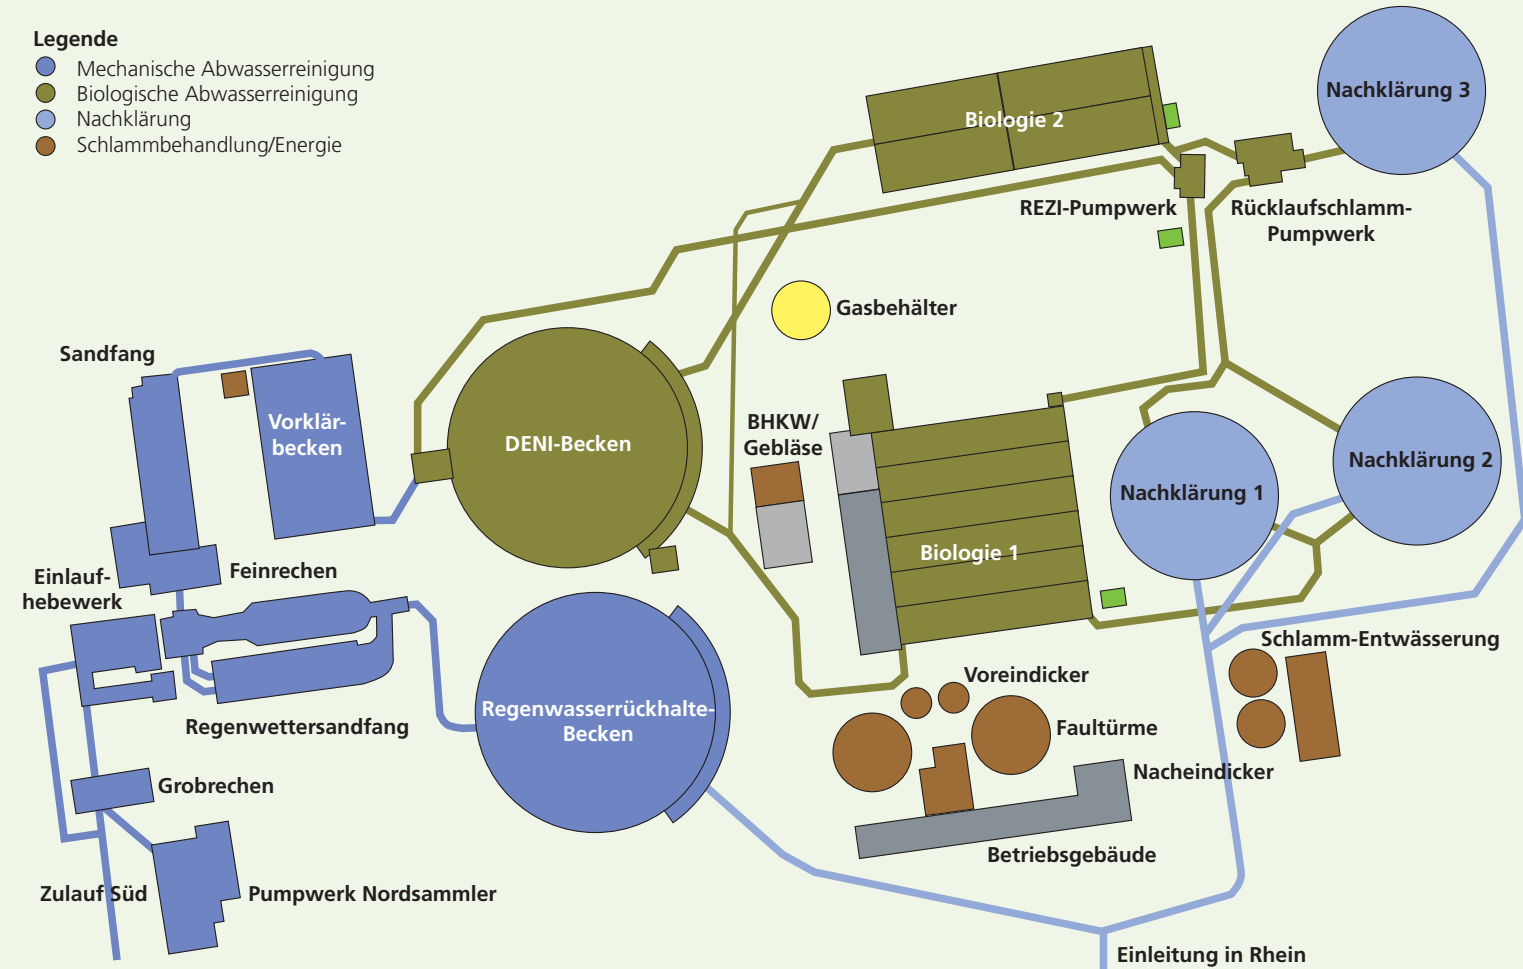 Legende
Mechanische Abwasserreinigung
Biologische Abwasserreinigung
Nachklärung
Schlammbehandlung/Energie
Nachklärung 3
Biologie 2
REZI-Pumpwerk
Rücklaufschlamm-
Pumpwerk
Gasbehälter
Sandfang
Vorklär-
becken
DENI-Becken
BHKW/
Gebläse
Nachklärung 2
Nachklärung 1
Biologie 1
Feinrechen
Einlauf-
hebewerk
Regenwettersandfang
Regenwasserrückhalte-
Becken
Schlamm-Entwässerung
Voreindicker
Faultürme
Nacheindicker
Grobrechen
Betriebsgebäude
Zulauf Süd
Pumpwerk Nordsammler
Einleitung in Rhein